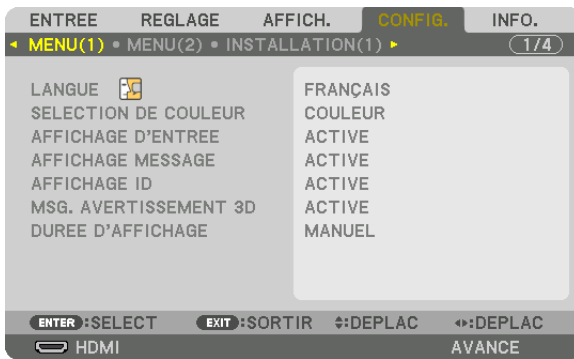 ENTREE REGLAGE AFFICH. CONFIG. INFO.
MENU(1) • MENU(2) • INSTALLATION(1) 1/4
LANGUE FRANÇAIS
SELECTION DE COULEUR COULEUR
AFFICHAGE D'ENTREE ACTIVE
AFFICHAGE MESSAGE ACTIVE
AFFICHAGE ID ACTIVE
MSG. AVERTISSEMENT 3D ACTIVE
DUREE D'AFFICHAGE MANUEL
ENTER :SELECT EXIT :SORTIR :DEPLAC :DEPLAC
HDMI AVANCE